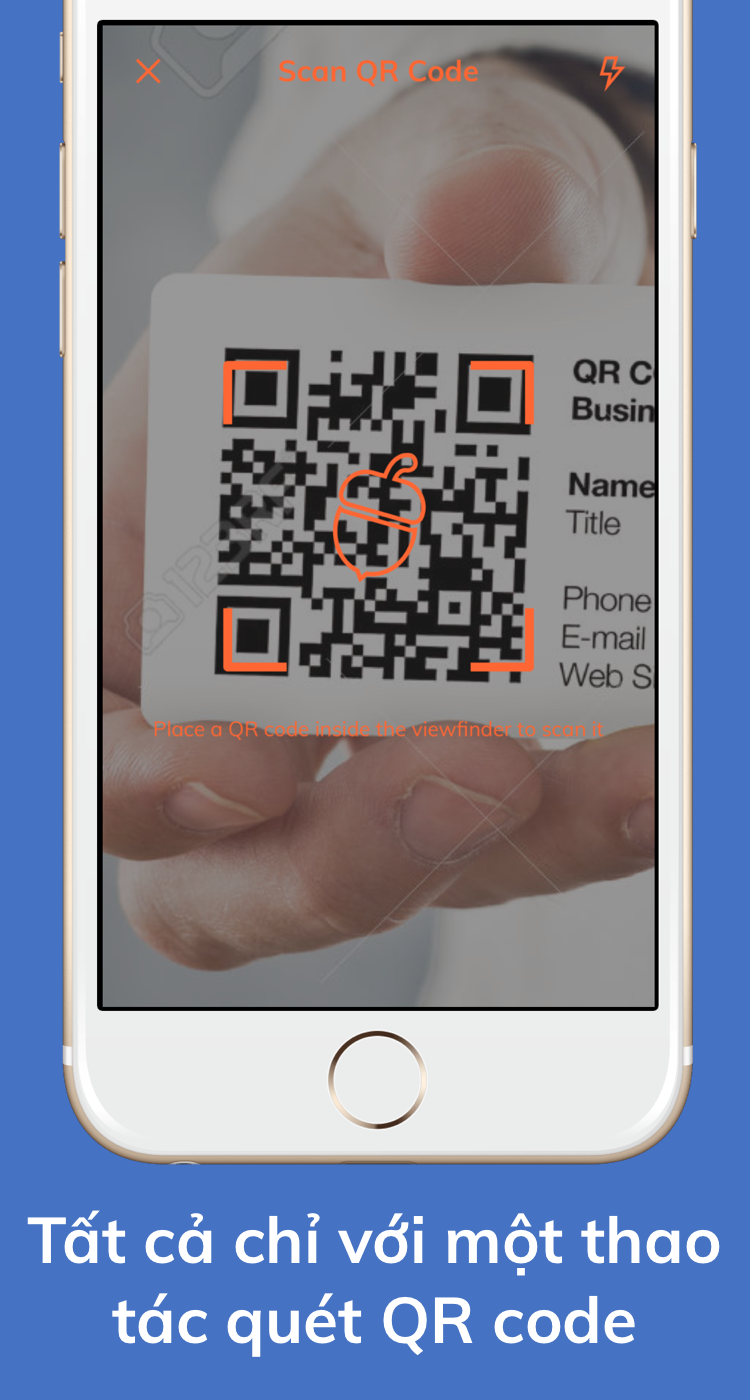 Scan QR Code
QR C
Busin
Name
Title
Phone
E-mail
Web S
123RF
Place a QR code inside the viewfinder to scan it
Tất cả chỉ với một thao
tác quét QR code